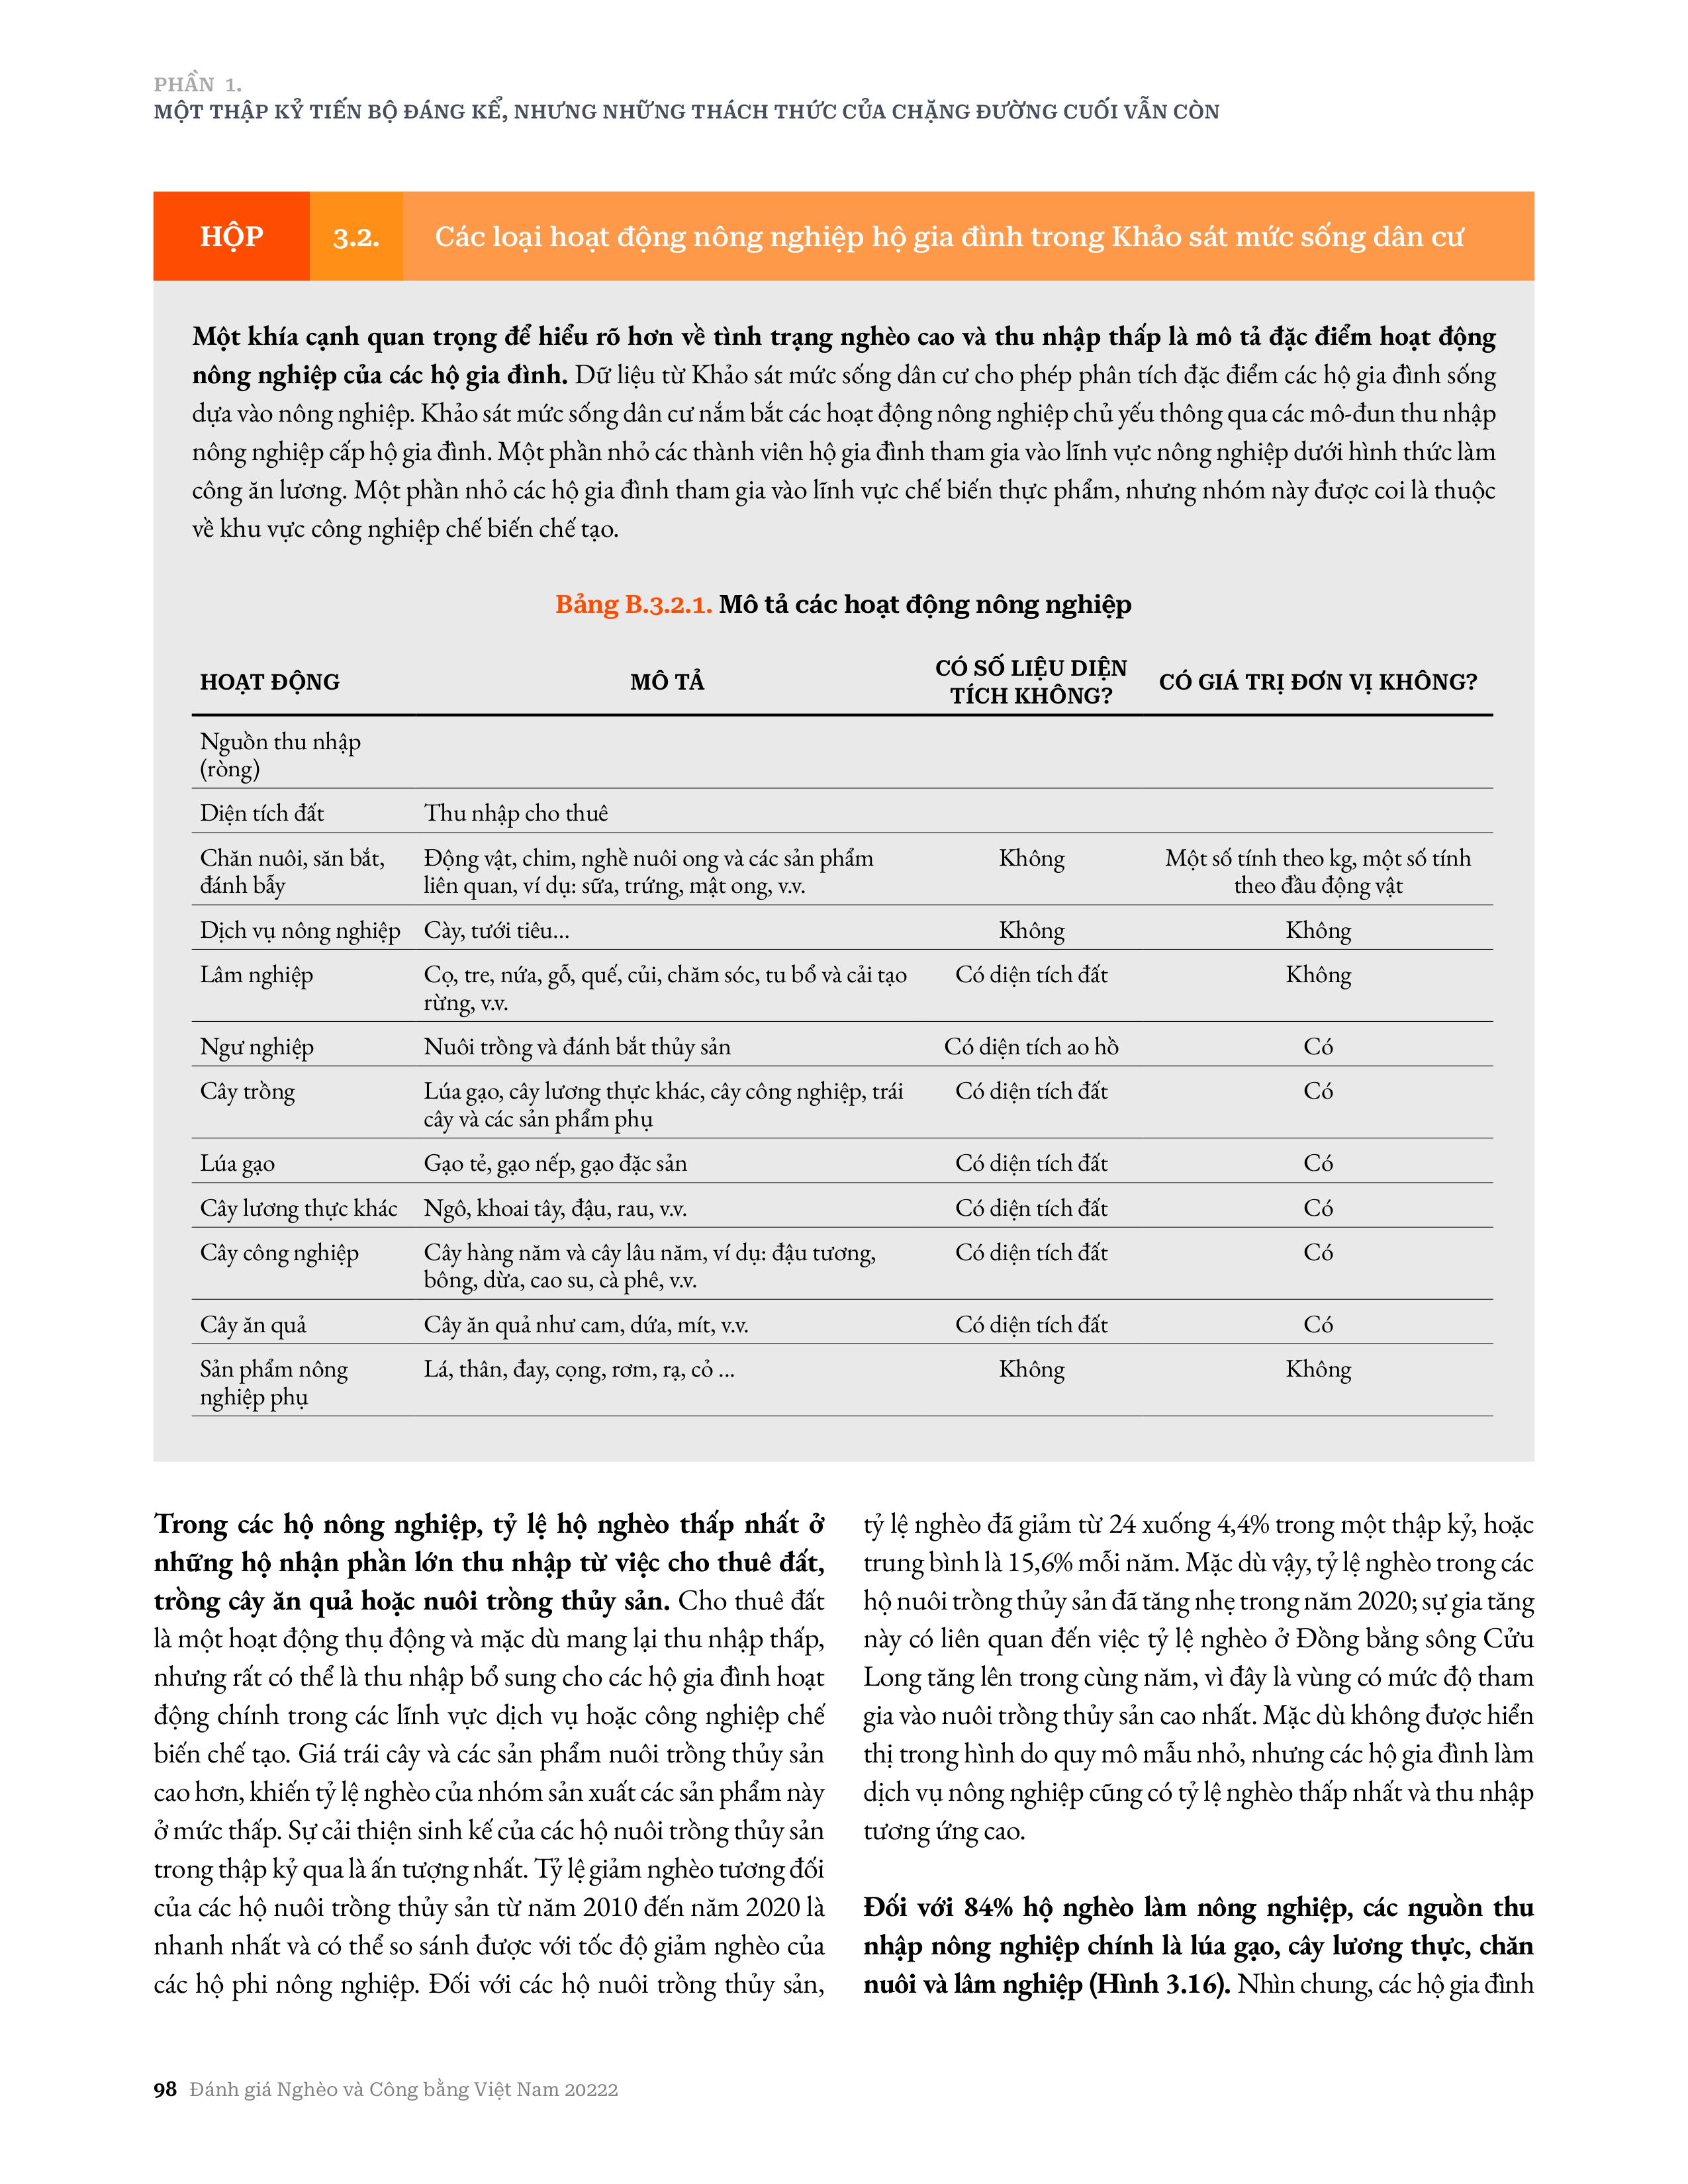 PHẦN 1.
MỘT THẬP KỶ TIẾN BỘ ĐÁNG KỂ, NHƯNG NHỮNG THÁCH THỨC CỦA CHẶNG ĐƯỜNG CUỐI VẪN CÒN
HỘP 3.2. Các loại hoạt động nông nghiệp hộ gia đình trong Khảo sát mức sống dân cư
Một khía cạnh quan trọng để hiểu rõ hơn về tình trạng nghèo cao và thu nhập thấp là mô tả đặc điểm hoạt động
nông nghiệp của các hộ gia đình. Dữ liệu từ Khảo sát mức sống dân cư cho phép phân tích đặc điểm các hộ gia đình sống
dựa vào nông nghiệp. Khảo sát mức sống dân cư nắm bắt các hoạt động nông nghiệp chủ yếu thông qua các mô-đun thu nhập
nông nghiệp cấp hộ gia đình. Một phần nhỏ các thành viên hộ gia đình tham gia vào lĩnh vực nông nghiệp dưới hình thức làm
công ăn lương. Một phần nhỏ các hộ gia đình tham gia vào lĩnh vực chế biến thực phẩm, nhưng nhóm này được coi là thuộc
về khu vực công nghiệp chế biến chế tạo.
Bảng B.3.2.1. Mô tả các hoạt động nông nghiệp
HOẠT ĐỘNG MÔ TẢ CÓ SỐ LIỆU DIỆN
TÍCH KHÔNG? CÓ GIÁ TRỊ ĐƠN VỊ KHÔNG?
Nguồn thu nhập
(ròng)
Diện tích đất Thu nhập cho thuê
Chăn nuôi, săn bắt, Động vật, chim, nghề nuôi ong và các sản phẩm Không Một số tính theo kg, một số tính
đánh bẫy liên quan, ví dụ: sữa, trứng, mật ong, v.v. theo đầu động vật
Dịch vụ nông nghiệp Cày, tưới tiêu... Không Không
Lâm nghiệp Cọ, tre, nứa, gỗ, quế, củi, chăm sóc, tu bổ và cải tạo Có diện tích đất Không
rừng, v.v.
Ngư nghiệp Nuôi trồng và đánh bắt thủy sản Có diện tích ao hồ Có
Cây trồng Lúa gạo, cây lương thực khác, cây công nghiệp, trái Có diện tích đất Có
cây và các sản phẩm phụ
Lúa gạo Gạo tẻ, gạo nếp, gạo đặc sản Có diện tích đất Có
Cây lương thực khác Ngô, khoai tây, đậu, rau, v.v. Có diện tích đất Có
Cây công nghiệp Cây hàng năm và cây lâu năm, ví dụ: đậu tương, Có diện tích đất Có
bông, dừa, cao su, cà phê, v.v.
Cây ăn quả Cây ăn quả như cam, dứa, mít, v.v. Có diện tích đất Có
Sản phẩm nông Lá, thân, đay, cọng, rơm, rạ, cỏ ... Không Không
nghiệp phụ
Trong các hộ nông nghiệp, tỷ lệ hộ nghèo thấp nhất ở
những hộ nhận phần lớn thu nhập từ việc cho thuê đất,
trồng cây ăn quả hoặc nuôi trồng thủy sản. Cho thuê đất
là một hoạt động thụ động và mặc dù mang lại thu nhập thấp,
nhưng rất có thể là thu nhập bổ sung cho các hộ gia đình hoạt
động chính trong các lĩnh vực dịch vụ hoặc công nghiệp chế
biến chế tạo. Giá trái cây và các sản phẩm nuôi trồng thủy sản
cao hơn, khiến tỷ lệ nghèo của nhóm sản xuất các sản phẩm này
ở mức thấp. Sự cải thiện sinh kế của các hộ nuôi trồng thủy sản
trong thập kỷ qua là ấn tượng nhất. Tỷ lệ giảm nghèo tương đối
của các hộ nuôi trồng thủy sản từ năm 2010 đến năm 2020 là
nhanh nhất và có thể so sánh được với tốc độ giảm nghèo của
các hộ phi nông nghiệp. Đối với các hộ nuôi trồng thủy sản,
tỷ lệ nghèo đã giảm từ 24 xuống 4,4% trong một thập kỷ, hoặc
trung bình là 15,6% mỗi năm. Mặc dù vậy, tỷ lệ nghèo trong các
hộ nuôi trồng thủy sản đã tăng nhẹ trong năm 2020; sự gia tăng
này có liên quan đến việc tỷ lệ nghèo ở Đồng bằng sông Cửu
Long tăng lên trong cùng năm, vì đây là vùng có mức độ tham
gia vào nuôi trồng thủy sản cao nhất. Mặc dù không được hiển
thị trong hình do quy mô mẫu nhỏ, nhưng các hộ gia đình làm
dịch vụ nông nghiệp cũng có tỷ lệ nghèo thấp nhất và thu nhập
tương ứng cao.
Đối với 84% hộ nghèo làm nông nghiệp, các nguồn thu
nhập nông nghiệp chính là lúa gạo, cây lương thực, chăn
nuôi và lâm nghiệp (Hình 3.16). Nhìn chung, các hộ gia đình
98 Đánh giá Nghèo và Công bằng Việt Nam 20222